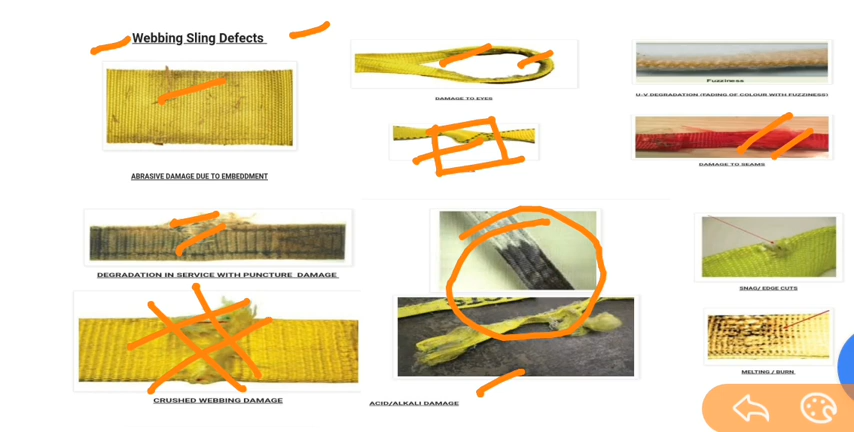 Webbing Sling Defects
DAMAGE TO EYES
Fuzziness
U-V DEGRADATION (FADING OF COLOUR WITH FUZZINESS)
DAMAGE TO SEAMS
ABRASIVE DAMAGE DUE TO EMBEDDMENT
DEGRADATION IN SERVICE WITH PUNCTURE DAMAGE
SNAG/ EDGE CUTS
CRUSHED WEBBING DAMAGE
ACID/ALKALI DAMAGE
MELTING / BURN